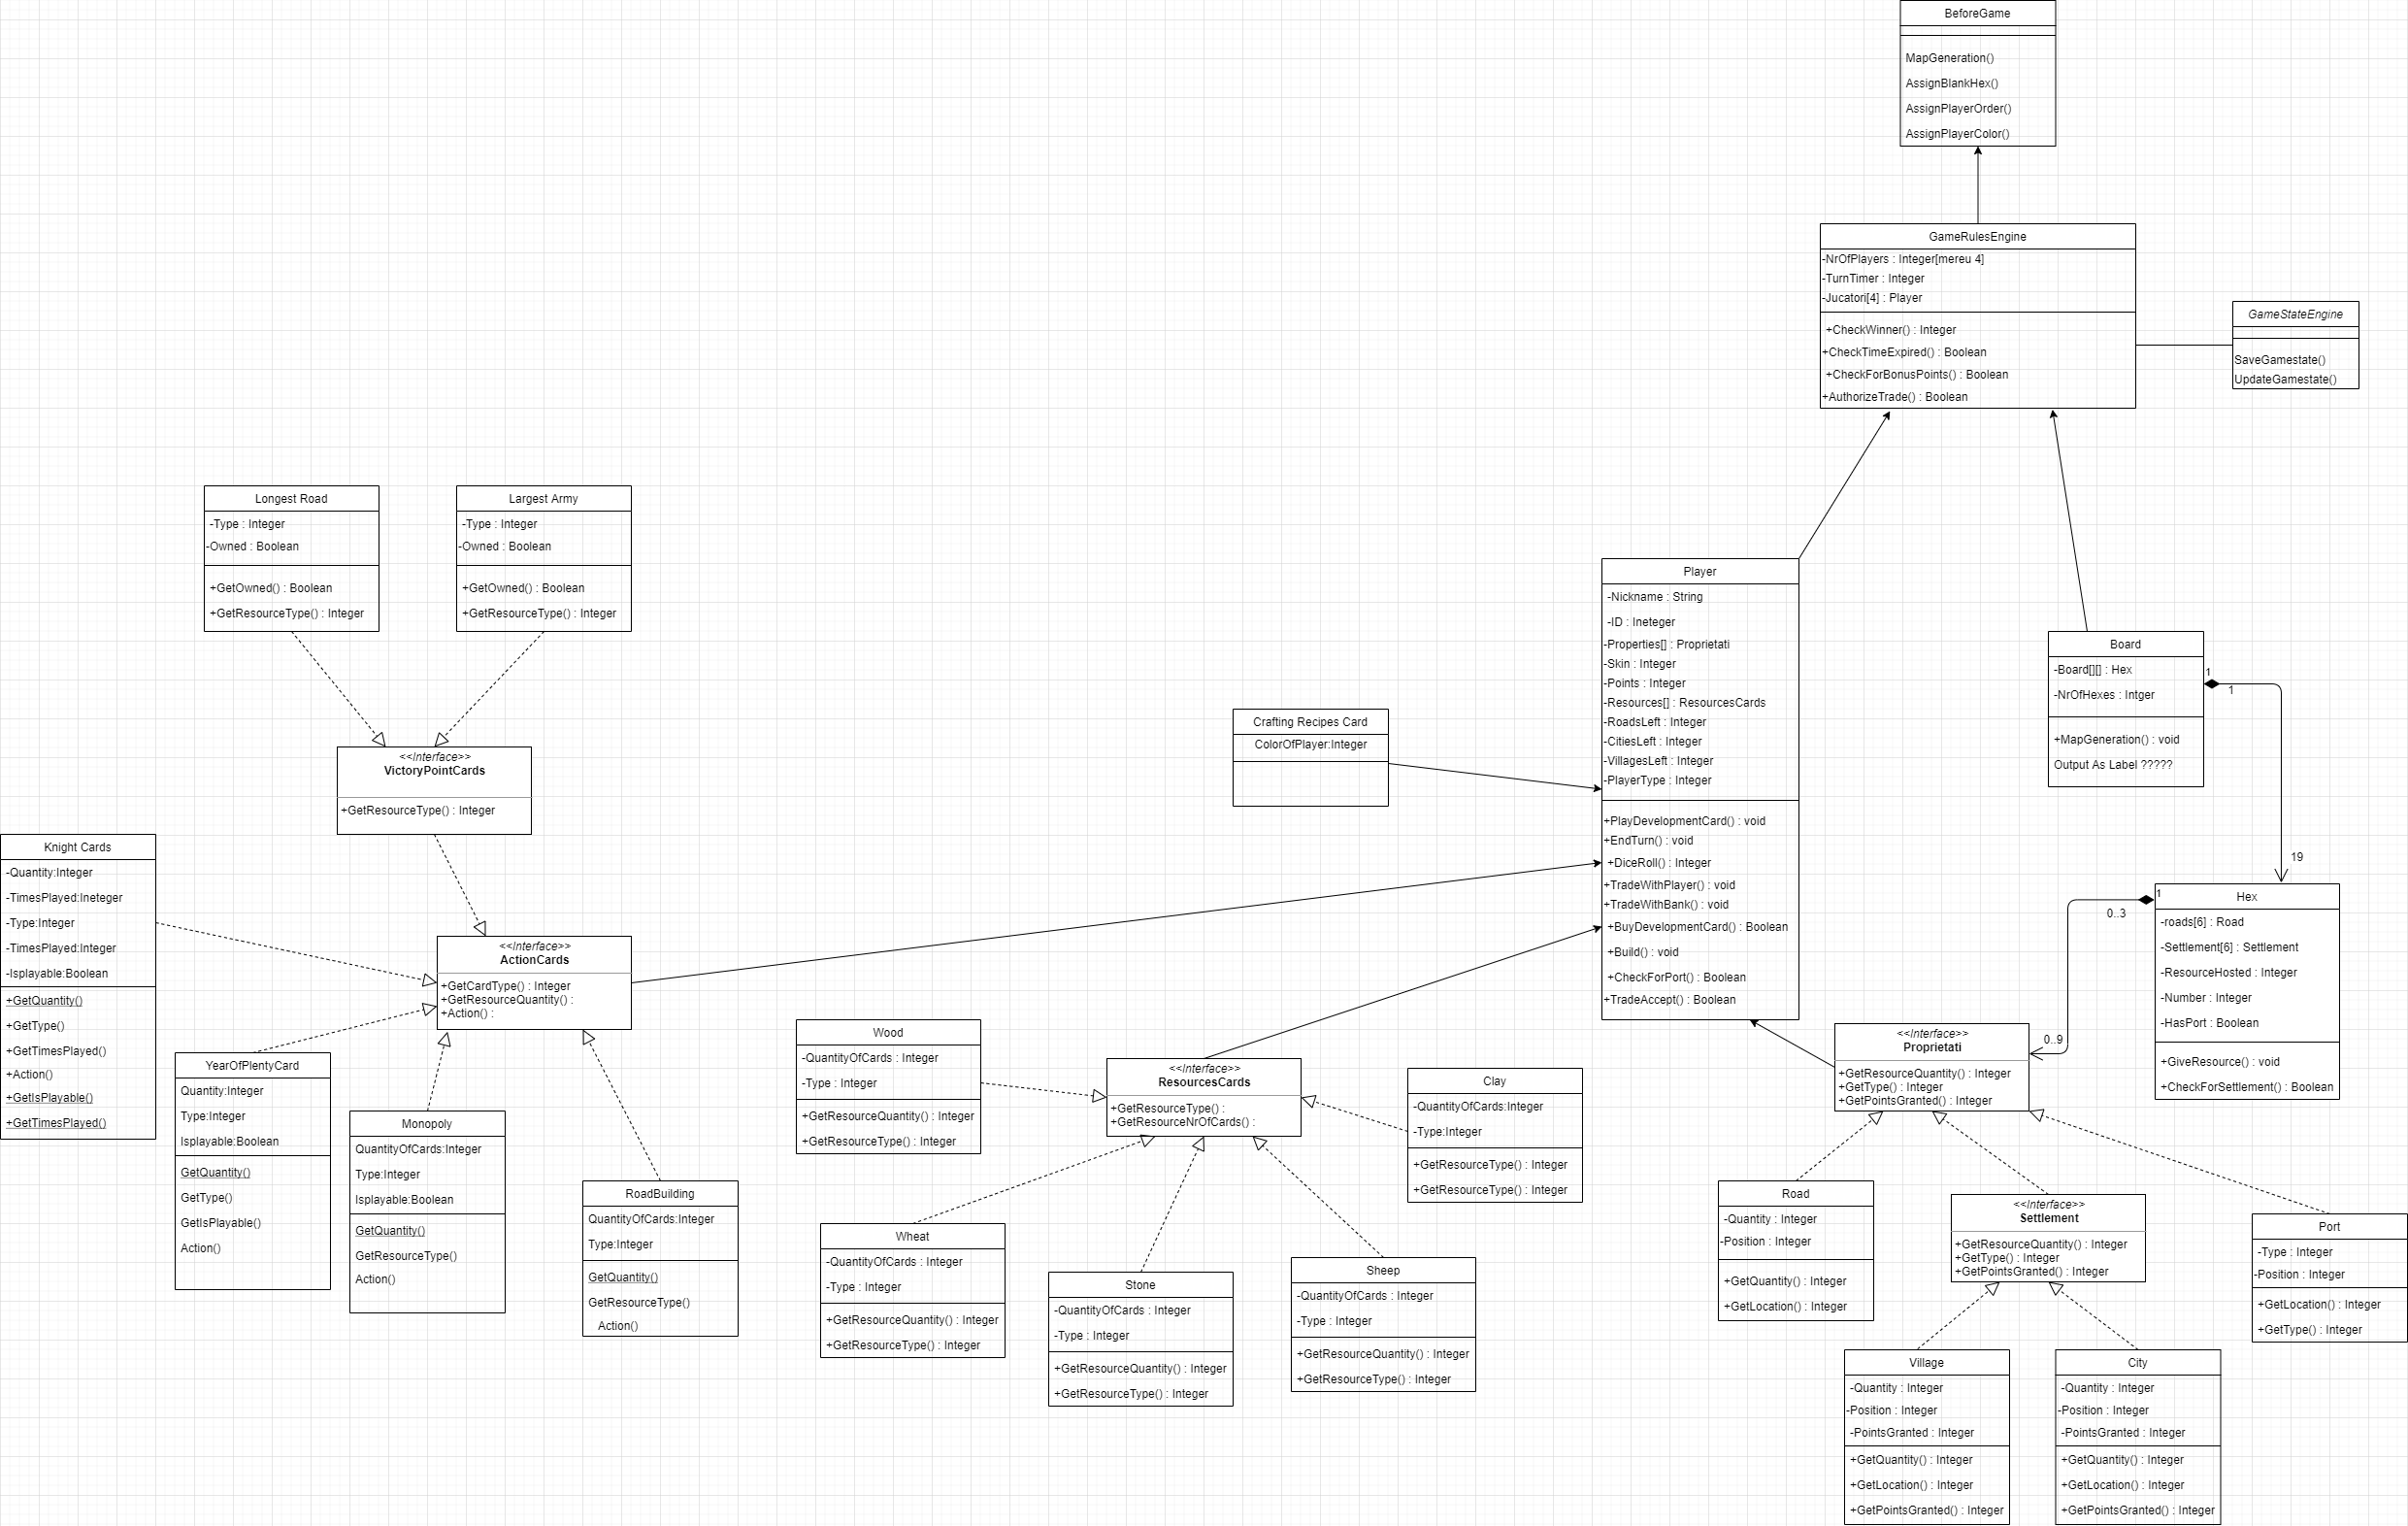 BeforeGame
MapGeneration()
AssignBlankHex()
AssignPlayerOrder()
AssignPlayerColor()
GameRulesEngine
-NrOfPlayers : Integer[mereu 4]
-TurnTimer : Integer
-Jucatori[4] : Player
+CheckWinner() : Integer
+CheckTimeExpired() : Boolean
+CheckForBonusPoints() : Boolean
+AuthorizeTrade() : Boolean
GameStateEngine
SaveGamestate()
UpdateGamestate()
Longest Road
-Type : Integer
-Owned : Boolean
+GetOwned() : Boolean
+GetResourceType() : Integer
Largest Army
-Type : Integer
-Owned : Boolean
+GetOwned() : Boolean
+GetResourceType() : Integer
<<Interface>>
VictoryPointCards
+GetResourceType() : Integer
Player
-Nickname : String
-ID : Ineteger
-Properties[] : Proprietati
-Skin : Integer
-Points : Integer
-Resources[] : ResourcesCards
-RoadsLeft : Integer
-CitiesLeft : Integer
-VillagesLeft : Integer
-PlayerType : Integer
+PlayDevelopmentCard() : void
+EndTurn() : void
+DiceRoll() : Integer
+TradeWithPlayer() : void
+TradeWithBank() : void
+BuyDevelopmentCard() : Boolean
+Build() : void
+CheckForPort() : Boolean
+TradeAccept() : Boolean
Crafting Recipes Card
ColorOfPlayer:Integer
Board
-Board[][] : Hex
-NrOfHexes : Intger
+MapGeneration() : void
Output As Label ?????
1
1
19
Hex
-roads[6] : Road
-Settlement[6] : Settlement
-ResourceHosted : Integer
-Number : Integer
-HasPort : Boolean
+GiveResource() : void
+CheckForSettlement() : Boolean
1
0..3
0..9
Knight Cards
-Quantity:Integer
-TimesPlayed:Ineteger
-Type:Integer
-TimesPlayed:Integer
-Isplayable:Boolean
+GetQuantity()
+GetType()
+GetTimesPlayed()
+Action()
+GetIsPlayable()
+GetTimesPlayed()
<<Interface>>
ActionCards
+GetCardType() : Integer
+GetResourceQuantity() :
+Action() :
YearOfPlentyCard
Quantity:Integer
Type:Integer
Isplayable:Boolean
GetQuantity()
GetType()
GetIsPlayable()
Action()
Monopoly
QuantityOfCards:Integer
Type:Integer
Isplayable:Boolean
GetQuantity()
GetResourceType()
Action()
RoadBuilding
QuantityOfCards:Integer
Type:Integer
GetQuantity()
GetResourceType()
Action()
Wood
-QuantityOfCards : Integer
-Type : Integer
+GetResourceQuantity() : Integer
+GetResourceType() : Integer
<<Interface>>
ResourcesCards
+GetResourceType() :
+GetResourceNrOfCards() :
Clay
-QuantityOfCards:Integer
-Type:Integer
+GetResourceType() : Integer
+GetResourceType() : Integer
Wheat
-QuantityOfCards : Integer
-Type : Integer
+GetResourceQuantity() : Integer
+GetResourceType() : Integer
Stone
-QuantityOfCards : Integer
-Type : Integer
+GetResourceQuantity() : Integer
+GetResourceType() : Integer
Sheep
-QuantityOfCards : Integer
-Type : Integer
+GetResourceQuantity() : Integer
+GetResourceType() : Integer
<<Interface>>
Proprietati
+GetResourceQuantity() : Integer
+GetType() : Integer
+GetPointsGranted() : Integer
Road
-Quantity : Integer
-Position : Integer
+GetQuantity() : Integer
+GetLocation() : Integer
<<Interface>>
Settlement
+GetResourceQuantity() : Integer
+GetType() : Integer
+GetPointsGranted() : Integer
Port
-Type : Integer
-Position : Integer
+GetLocation() : Integer
+GetType() : Integer
Village
-Quantity : Integer
-Position : Integer
-PointsGranted : Integer
+GetQuantity() : Integer
+GetLocation() : Integer
+GetPointsGranted() : Integer
City
-Quantity : Integer
-Position : Integer
-PointsGranted : Integer
+GetQuantity() : Integer
+GetLocation() : Integer
+GetPointsGranted() : Integer